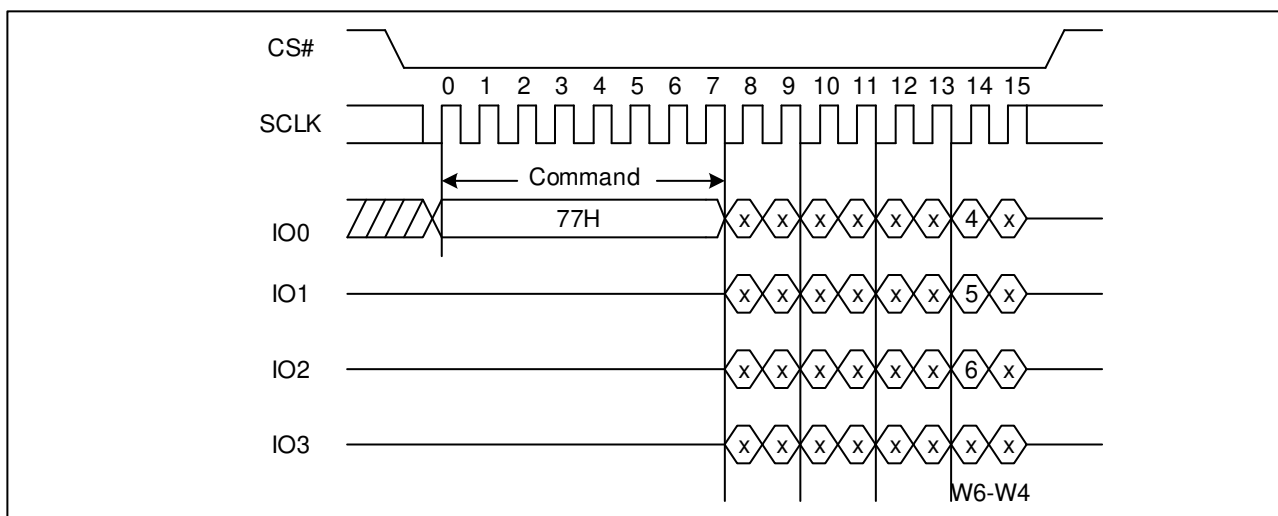 CS#
0 1 2 3 4 5 6 7 8 9 10 11 12 13 14 15
SCLK
Command
IO0 77H x x x x x x 4 x
IO1 x x x x x x 5 x
IO2 x x x x x x 6 x
IO3 x x x x x x x x
W6-W4